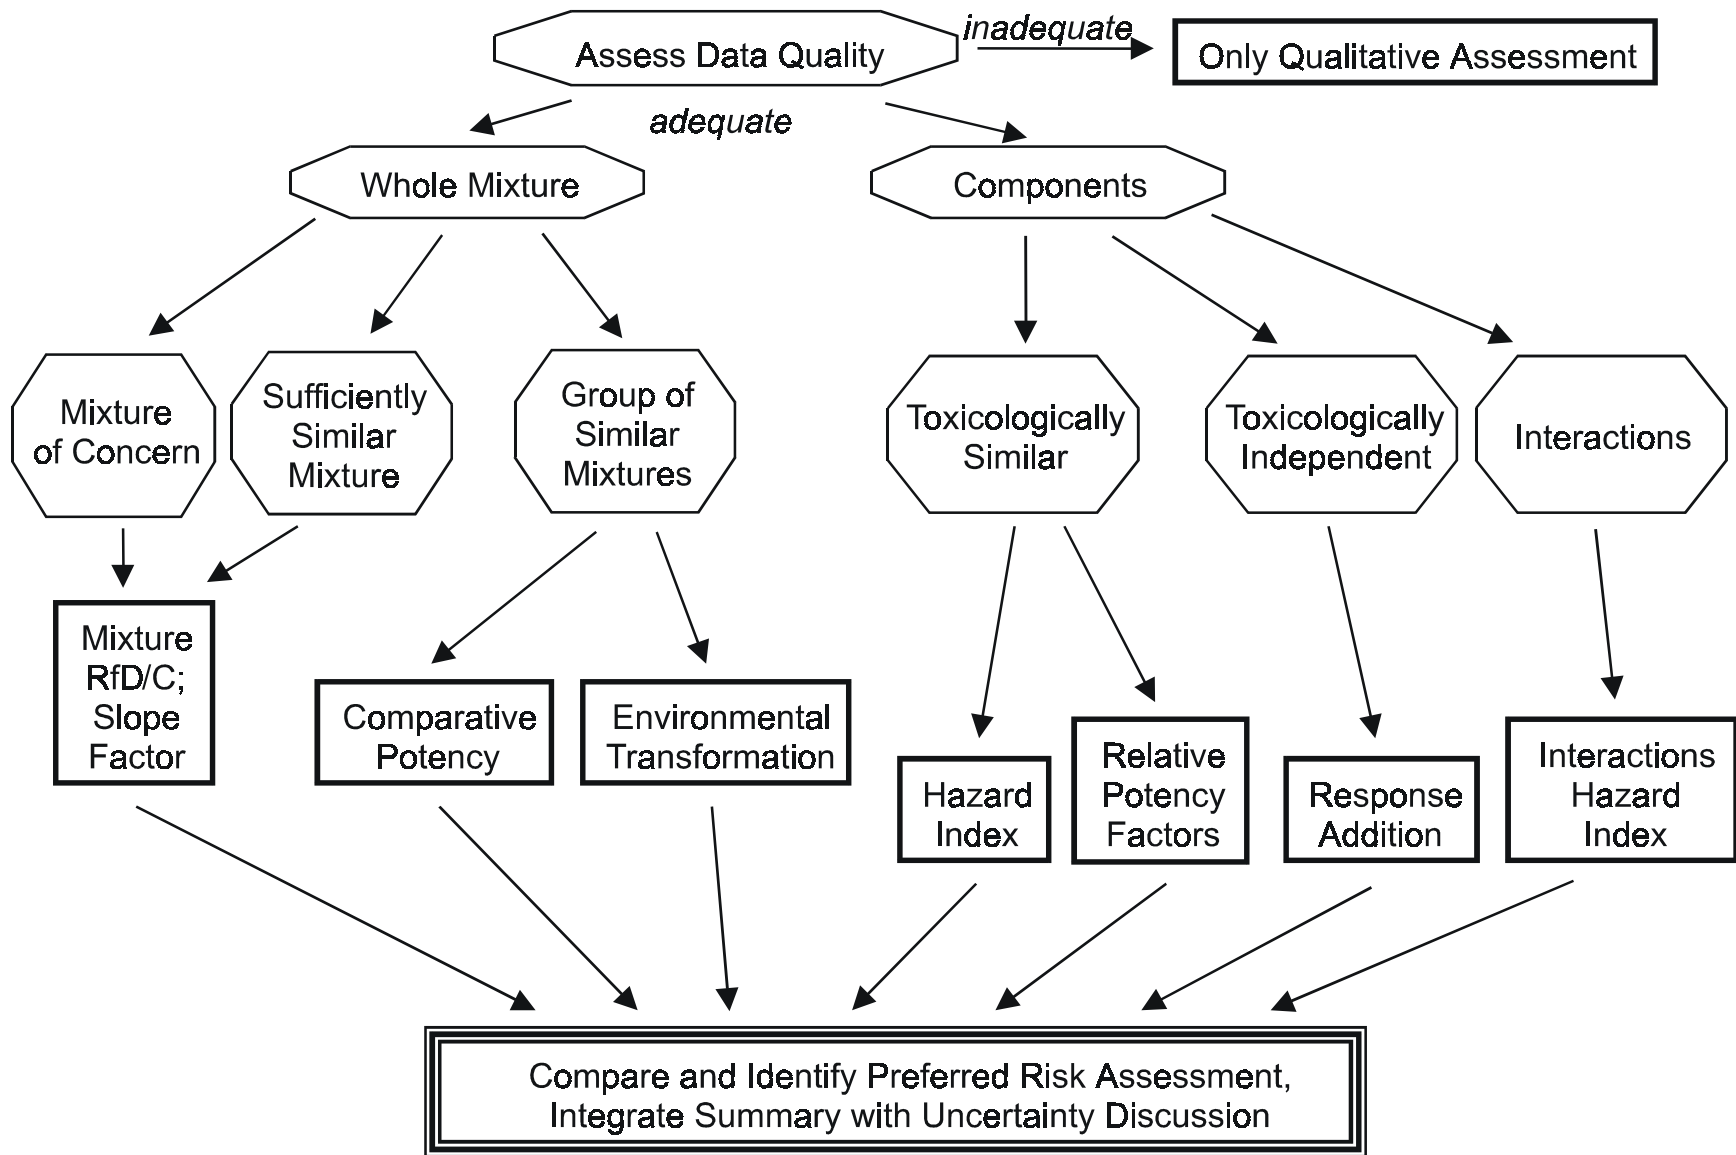 Assess Data Quality
inadequate
Only Qualitative Assessment
adequate
Whole Mixture
Components
Mixture
of Concern
Sufficiently
Similar
Mixture
Group of
Similar
Mixtures
Toxicologically
Similar
Toxicologically
Independent
Interactions
Mixture
RfD/C;
Slope
Factor
Comparative
Potency
Environmental
Transformation
Hazard
Index
Relative
Potency
Factors
Response
Addition
Interactions
Hazard
Index
Compare and Identify Preferred Risk Assessment,
Integrate Summary with Uncertainty Discussion